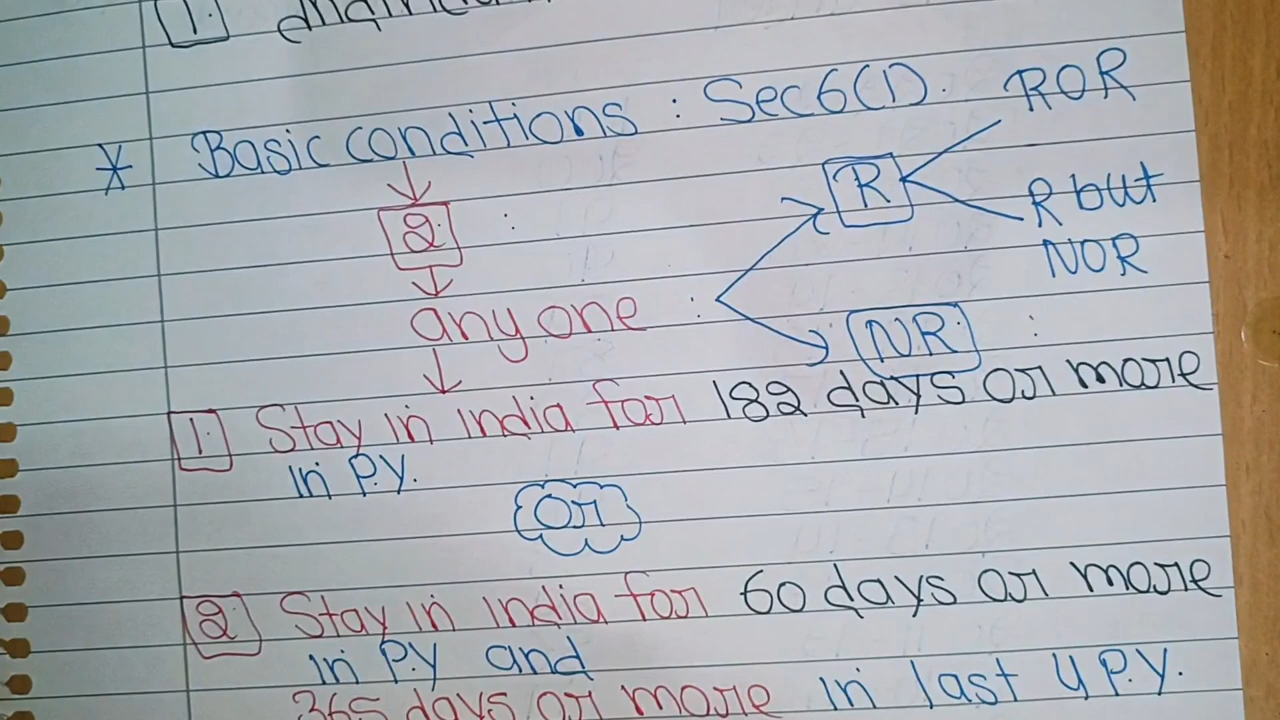 1.
* Basic conditions : Sec 6(1). ROR
R
R but
NOR
2 :
any one :
NR :
1. Stay in india for 182 days or more
in P.Y.
Or
2. Stay in india for 60 days or more
in P.Y and
365 days or more in last 4 P.Y.